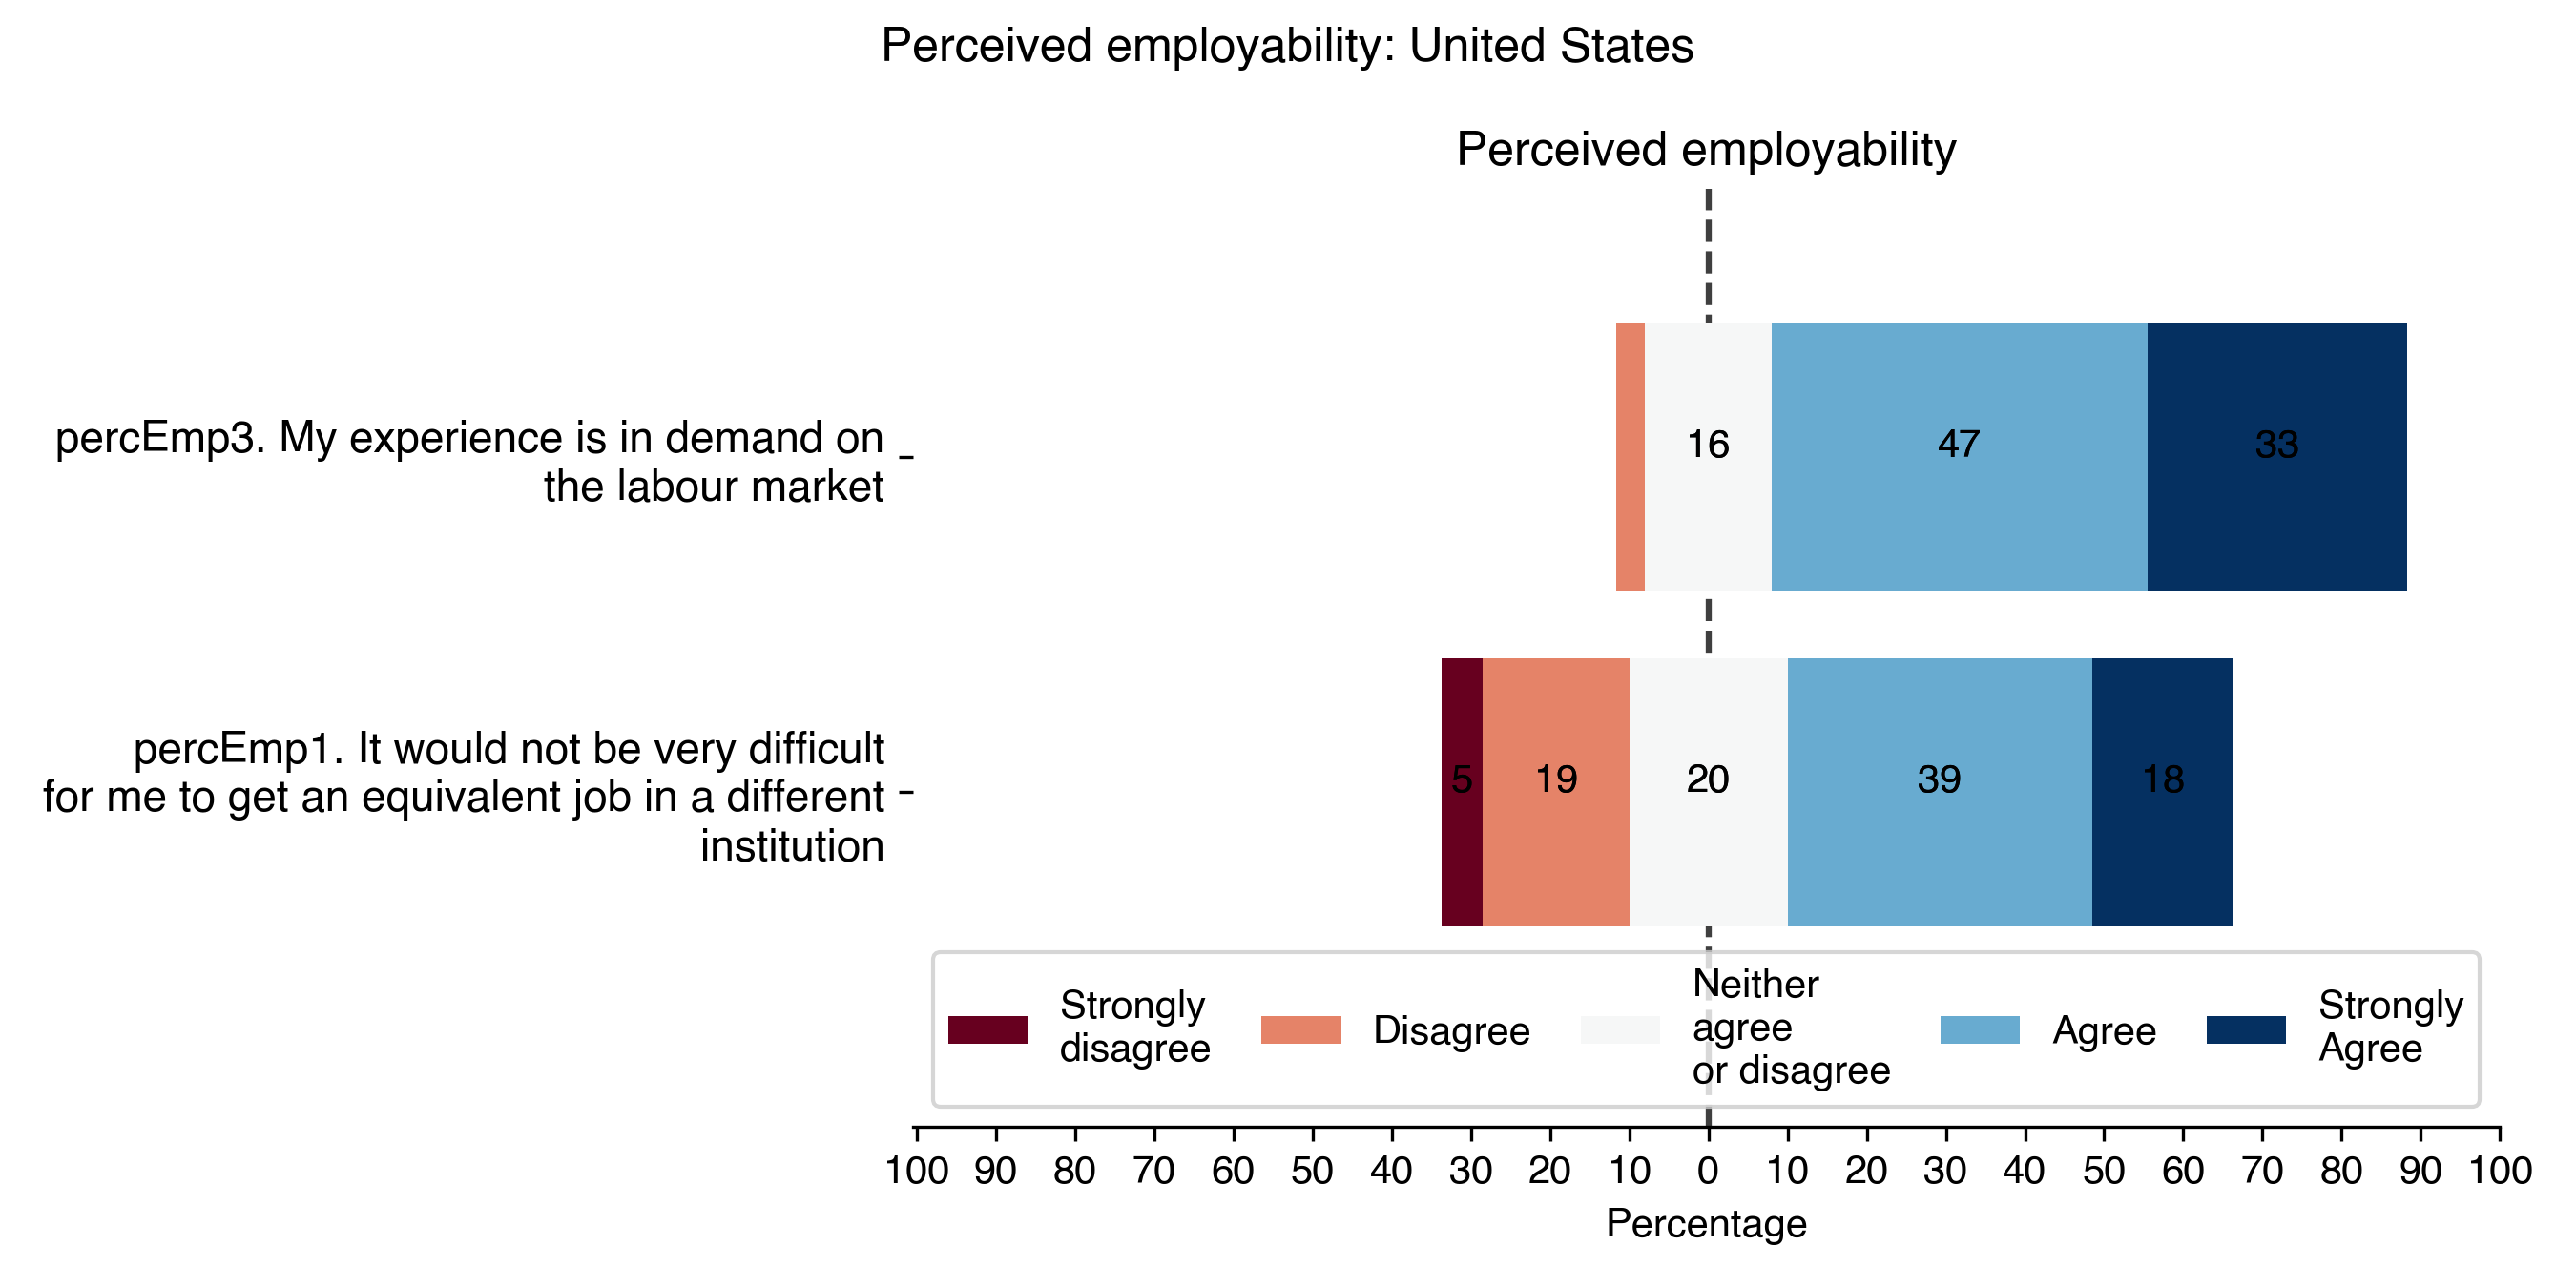 Perceived employability: United States
Perceived employability
percEmp3. My experience is in demand on
the labour market
16 47 33
percEmp1. It would not be very difficult
for me to get an equivalent job in a different
institution
5 19 20 39 18
Strongly
disagree
Disagree
Neither
agree
or disagree
Agree
Strongly
Agree
100 90 80 70 60 50 40 30 20 10 0 10 20 30 40 50 60 70 80 90 100
Percentage